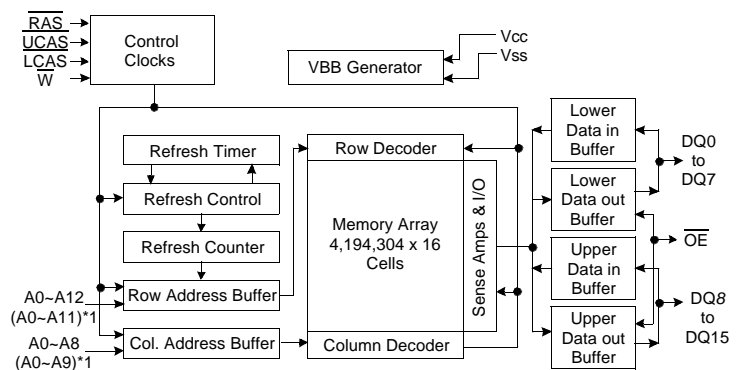 RAS
UCAS
LCAS
W
Control
Clocks
VBB Generator
Vcc
Vss
Refresh Timer
Refresh Control
Refresh Counter
Row Address Buffer
Col. Address Buffer
A0~A12
(A0~A11)*1
A0~A8
(A0~A9)*1
Row Decoder
Memory Array
4,194,304 x 16
Cells
Column Decoder
Sense Amps & I/O
Lower
Data in
Buffer
Lower
Data out
Buffer
Upper
Data in
Buffer
Upper
Data out
Buffer
DQ0
to
DQ7
OE
DQ8
to
DQ15